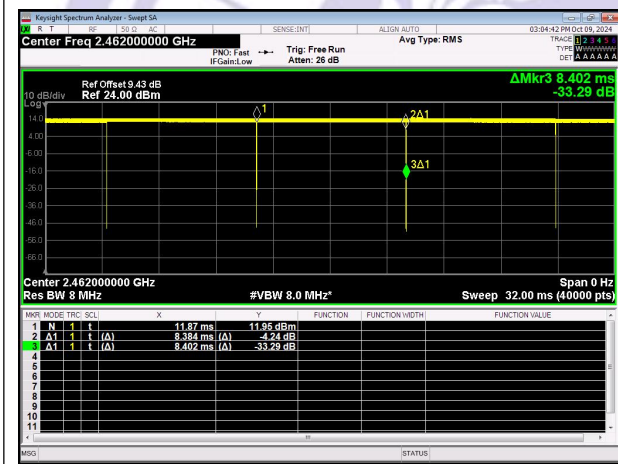 Keysight Spectrum Analyzer - Swept SA
R T RF 50 Ω AC SENSE:INT ALIGN AUTO 03:04:42 PM Oct 09, 2024
Center Freq 2.462000000 GHz Avg Type: RMS TRACE 1 2 3 4 5 6
PNO: Fast Trig: Free Run TYPE W
IFGain:Low Atten: 26 dB DET A A A A A A
ΔMkr3 8.402 ms
-33.29 dB
Ref Offset 9.43 dB
10 dB/div Ref 24.00 dBm
Log
1
2Δ1
14.0
4.00
-6.00
3Δ1
-16.0
-26.0
-36.0
-46.0
-56.0
-66.0
Center 2.462000000 GHz Span 0 Hz
Res BW 8 MHz #VBW 8.0 MHz* Sweep 32.00 ms (40000 pts)
MKR MODE TRC SCL X Y FUNCTION FUNCTION WIDTH FUNCTION VALUE
1 N 1 t 11.87 ms 11.95 dBm
2 Δ1 1 t (Δ) 8.384 ms (Δ) -4.24 dB
3 Δ1 1 t (Δ) 8.402 ms (Δ) -33.29 dB
4
5
6
7
8
9
10
11
MSG STATUS